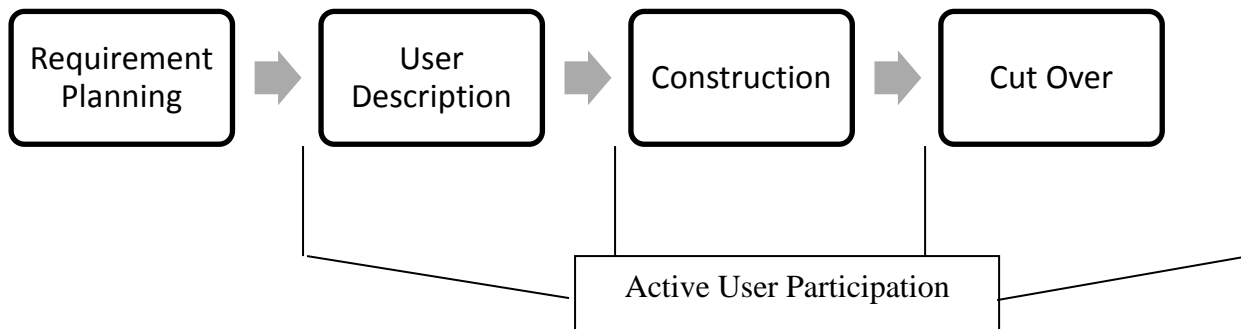 Requirement
Planning
User
Description
Construction
Cut Over
Active User Participation